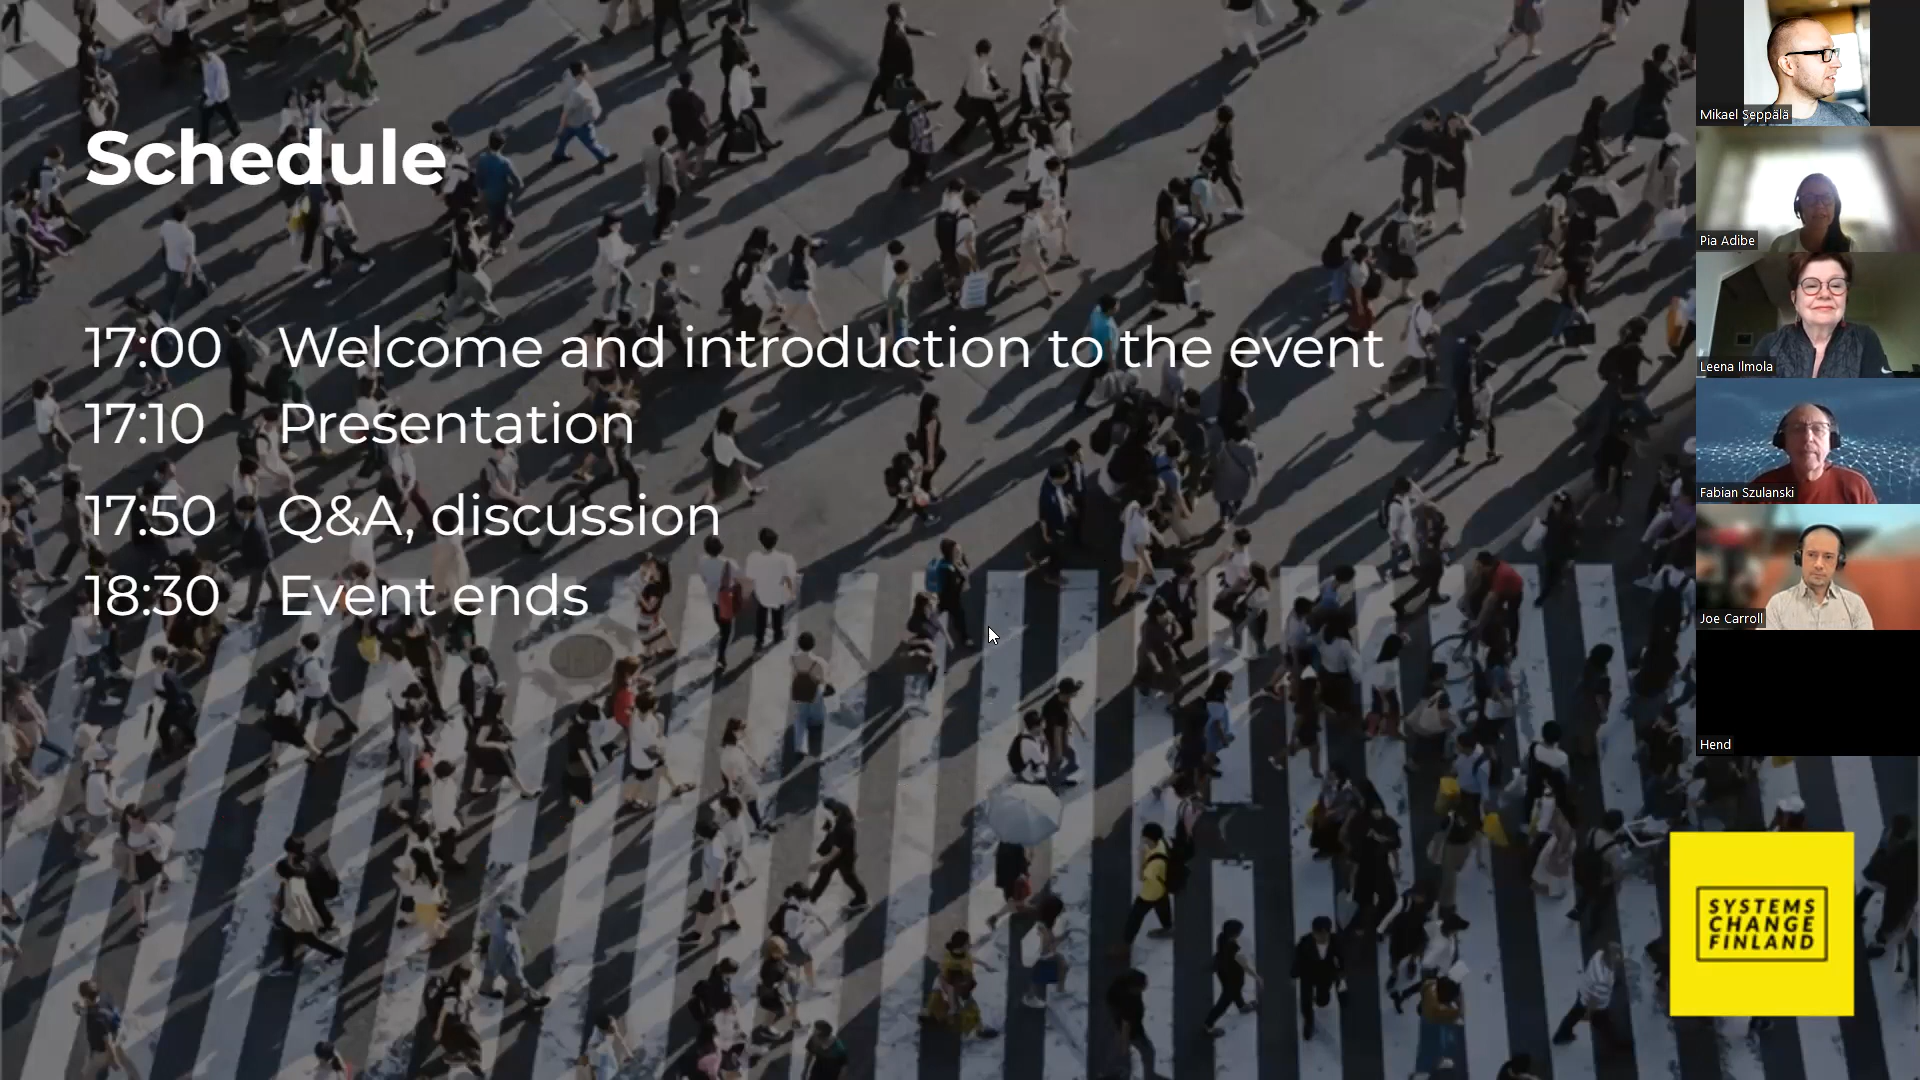 Schedule
17:00 Welcome and introduction to the event
17:10 Presentation
17:50 Q&A, discussion
18:30 Event ends
Mikael Seppälä
Pia Adibe
Leena Ilmola
Fabian Szulanski
Joe Carroll
Hend
SYSTEMS
CHANGE
FINLAND